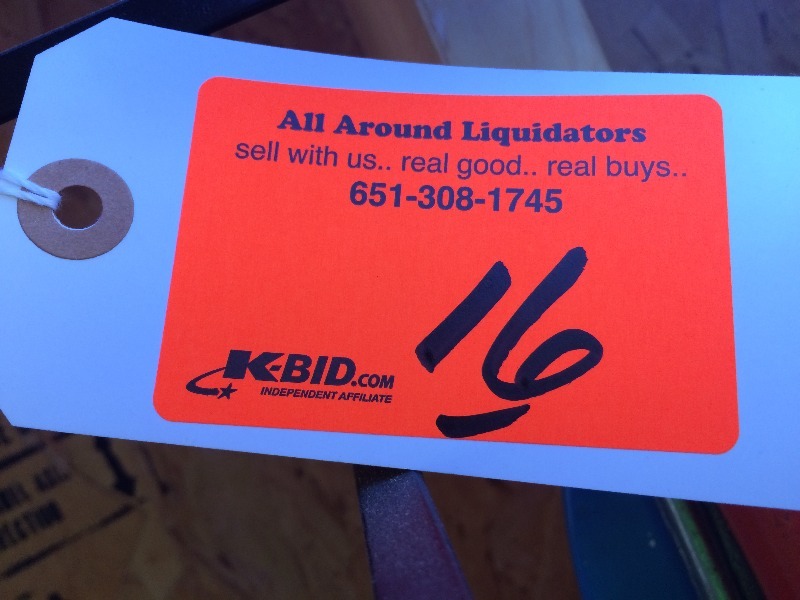 All Around Liquidators
sell with us.. real good.. real buys..
651-308-1745
16
K-BID.COM
INDEPENDENT AFFILIATE